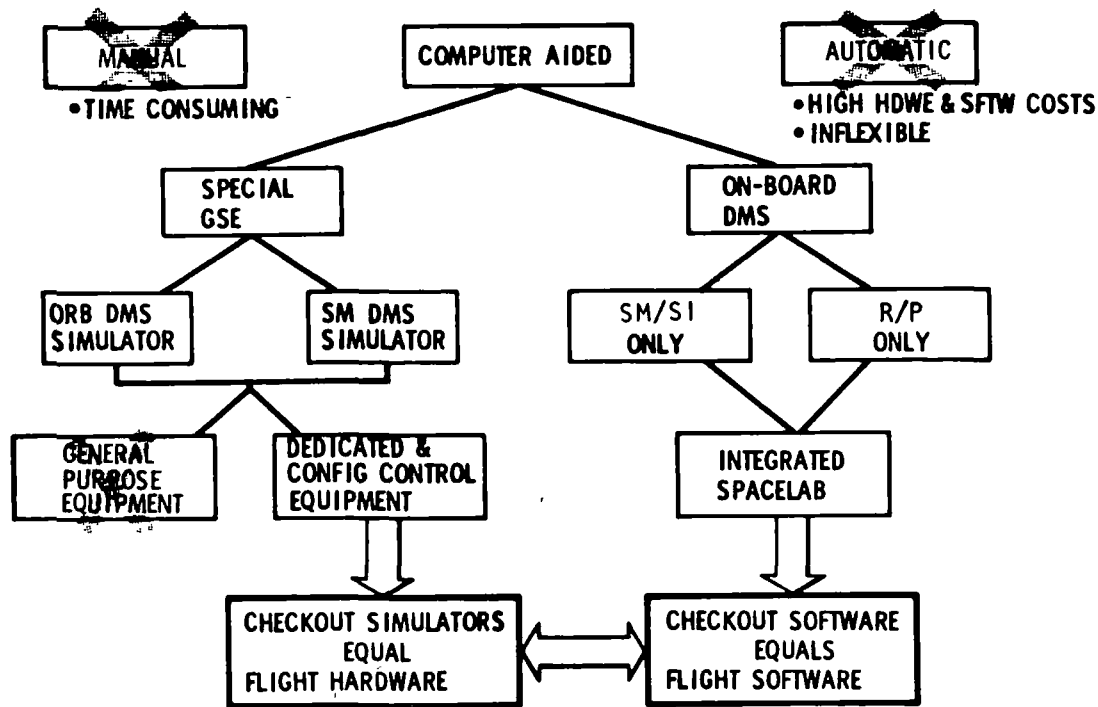 MANUAL
• TIME CONSUMING
COMPUTER AIDED
AUTOMATIC
• HIGH HDWE & SFTW COSTS
• INFLEXIBLE
SPECIAL
GSE
ON-BOARD
DMS
ORB DMS
SIMULATOR
SM DMS
SIMULATOR
SM/SI
ONLY
R/P
ONLY
GENERAL
PURPOSE
EQUIPMENT
DEDICATED &
CONFIG CONTROL
EQUIPMENT
INTEGRATED
SPACELAB
CHECKOUT SIMULATORS
EQUAL
FLIGHT HARDWARE
CHECKOUT SOFTWARE
EQUALS
FLIGHT SOFTWARE